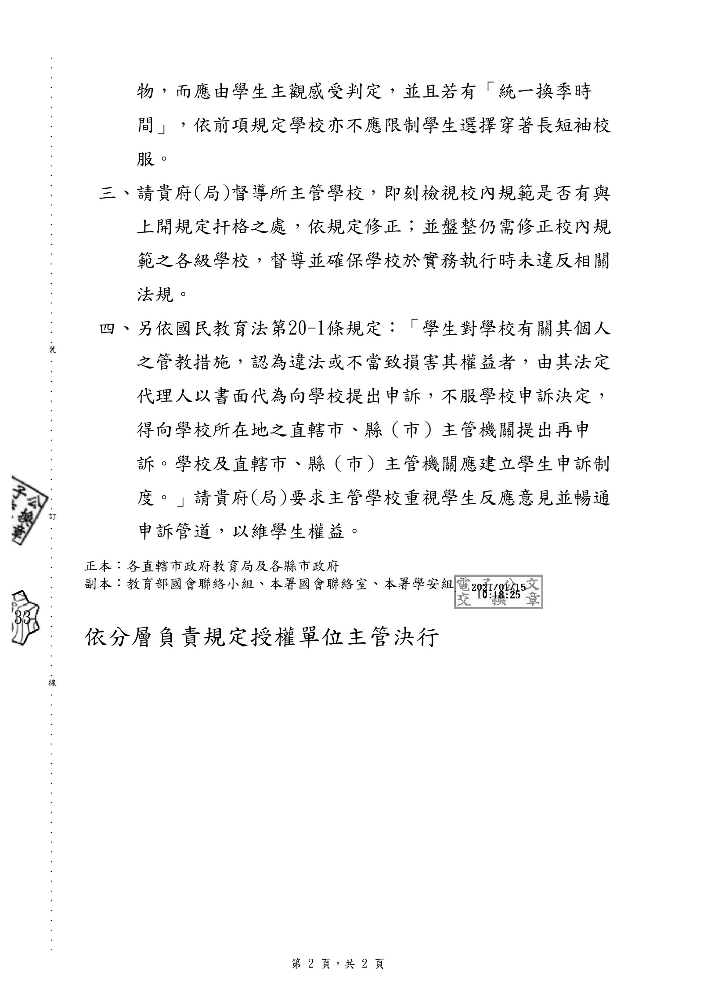 物，而應由學生主觀感受判定，並且若有「統一換季時
間」，依前項規定學校亦不應限制學生選擇穿著長短袖校
服。
三、請貴府(局)督導所主管學校，即刻檢視校內規範是否有與
上開規定扞格之處，依規定修正；並盤整仍需修正校內規
範之各級學校，督導並確保學校於實務執行時未違反相關
法規。
四、另依國民教育法第20-1條規定：「學生對學校有關其個人
之管教措施，認為違法或不當致損害其權益者，由其法定
代理人以書面代為向學校提出申訴，不服學校申訴決定，
得向學校所在地之直轄市、縣（市）主管機關提出再申
訴。學校及直轄市、縣（市）主管機關應建立學生申訴制
度。」請貴府(局)要求主管學校重視學生反應意見並暢通
申訴管道，以維學生權益。
正本：各直轄市政府教育局及各縣市政府
副本：教育部國會聯絡小組、本署國會聯絡室、本署學安組
電子公文
交換章
2021/01/15
10:18:25
依分層負責規定授權單位主管決行
裝
訂
線
子公
換
章
33
第 2 頁，共 2 頁